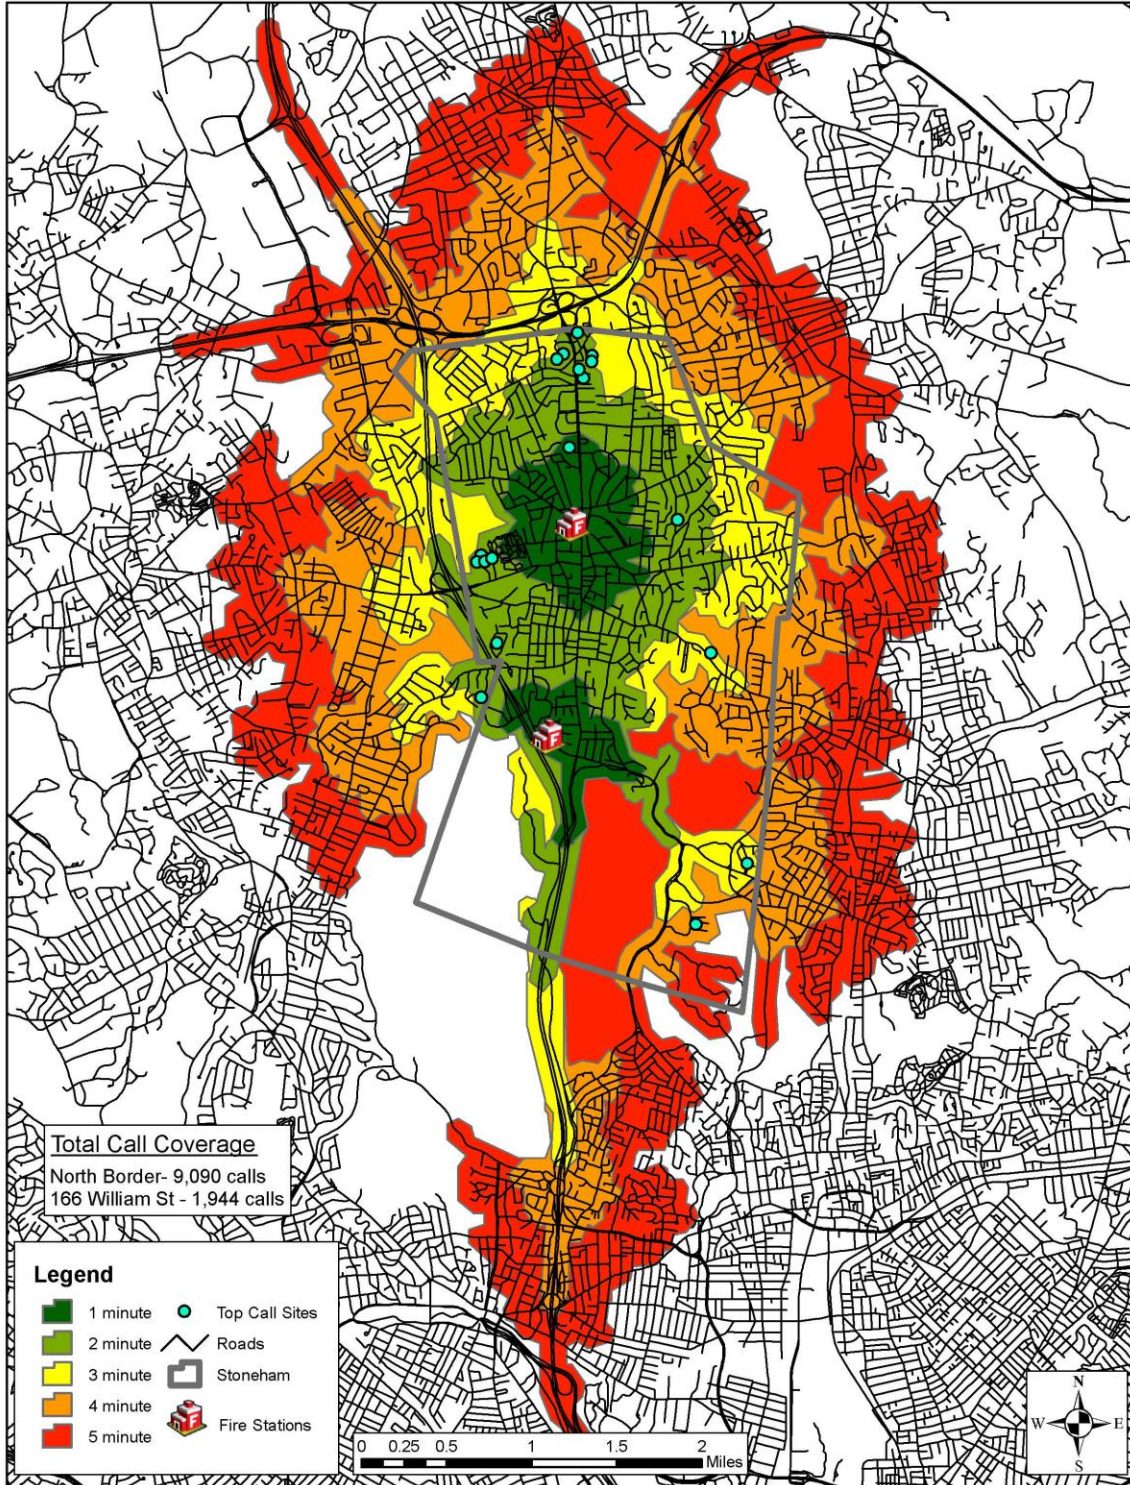 Total Call Coverage
North Border- 9,090 calls
166 William St - 1,944 calls
Legend
1 minute
2 minute
3 minute
4 minute
5 minute
Top Call Sites
Roads
Stoneham
F
Fire Stations
0 0.25 0.5 1 1.5 2
Miles
N
W E
S
F
F